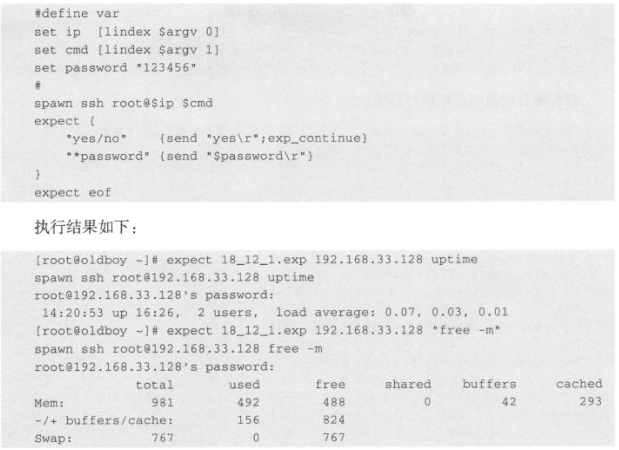 #define var
set ip  [lindex $argv 0]
set cmd [lindex $argv 1]
set password "123456"
#
spawn ssh root@$ip $cmd
expect {
    "yes/no"    {send "yes\r";exp_continue}
    "*password" {send "$password\r"}
}
expect eof
执行结果如下：
[root@oldboy ~]# expect 18_12_1.exp 192.168.33.128 uptime
spawn ssh root@192.168.33.128 uptime
root@192.168.33.128's password:
 14:20:53 up 16:26,  2 users,  load average: 0.07, 0.03, 0.01
[root@oldboy ~]# expect 18_12_1.exp 192.168.33.128 "free -m"
spawn ssh root@192.168.33.128 free -m
root@192.168.33.128's password:
             total       used       free     shared    buffers     cached
Mem:           981        492        488          0         42        293
-/+ buffers/cache:        156        824
Swap:          767          0        767